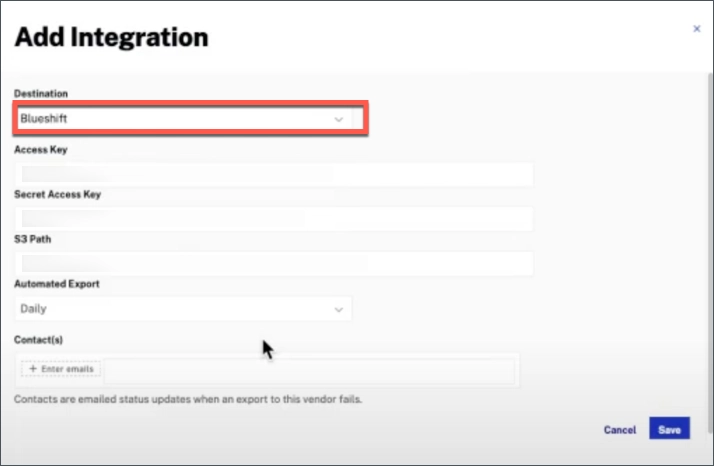 Add Integration
×
Destination
Blueshift
Access Key
Secret Access Key
S3 Path
Automated Export
Daily
Contact(s)
+ Enter emails
Contacts are emailed status updates when an export to this vendor fails.
Cancel Save